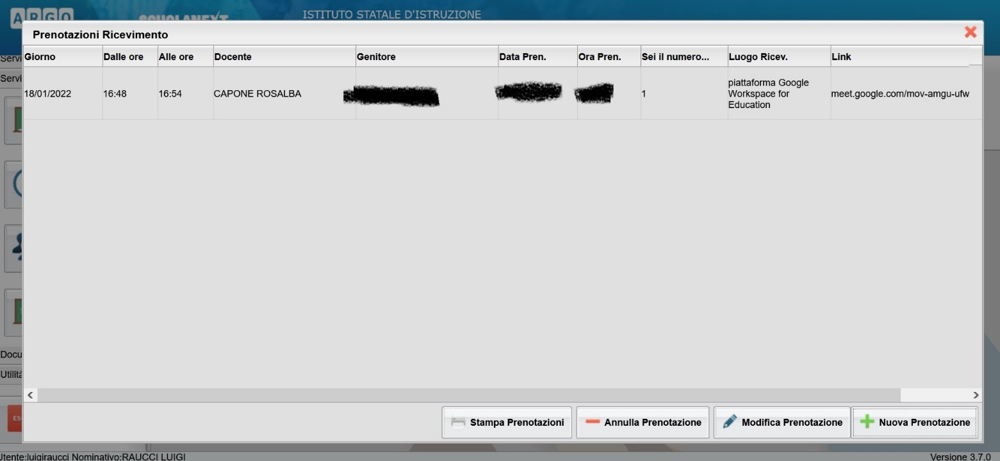 ARGO
SCUOLANEXT
ISTITUTO STATALE D'ISTRUZIONE
Prenotazioni Ricevimento
Giorno Dalle ore Alle ore Docente Genitore Data Pren. Ora Pren. Sei il numero... Luogo Ricev. Link
18/01/2022 16:48 16:54 CAPONE ROSALBA 1 piattaforma Google Workspace for Education meet.google.com/mov-amgu-ufw
Servi
Servi
Docu
Utilità
ES
Stampa Prenotazioni Annulla Prenotazione Modifica Prenotazione Nuova Prenotazione
Utente:luigiraucci Nominativo:RAUCCI LUIGI
Versione 3.7.0